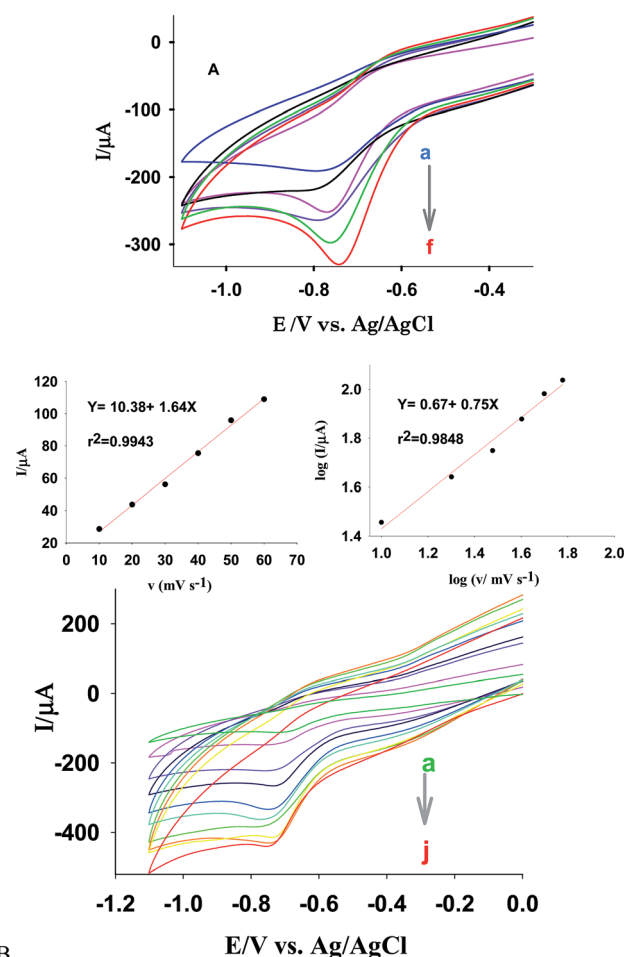 0
A
-100
a
-200
f
-300
I/µA
-1.0 -0.8 -0.6 -0.4
E /V vs. Ag/AgCl
120
100
80
60
40
20
I/µA
Y= 10.38+ 1.64X
r2=0.9943
0 10 20 30 40 50 60 70
v (mV s-1)
2.0
1.8
1.6
1.4
log (I/µA)
Y= 0.67+ 0.75X
r2=0.9848
1.0 1.2 1.4 1.6 1.8 2.0
log (v/ mV s-1)
200
0
-200
-400
I/µA
a
j
-1.2 -1.0 -0.8 -0.6 -0.4 -0.2 0.0
E/V vs. Ag/AgCl
B